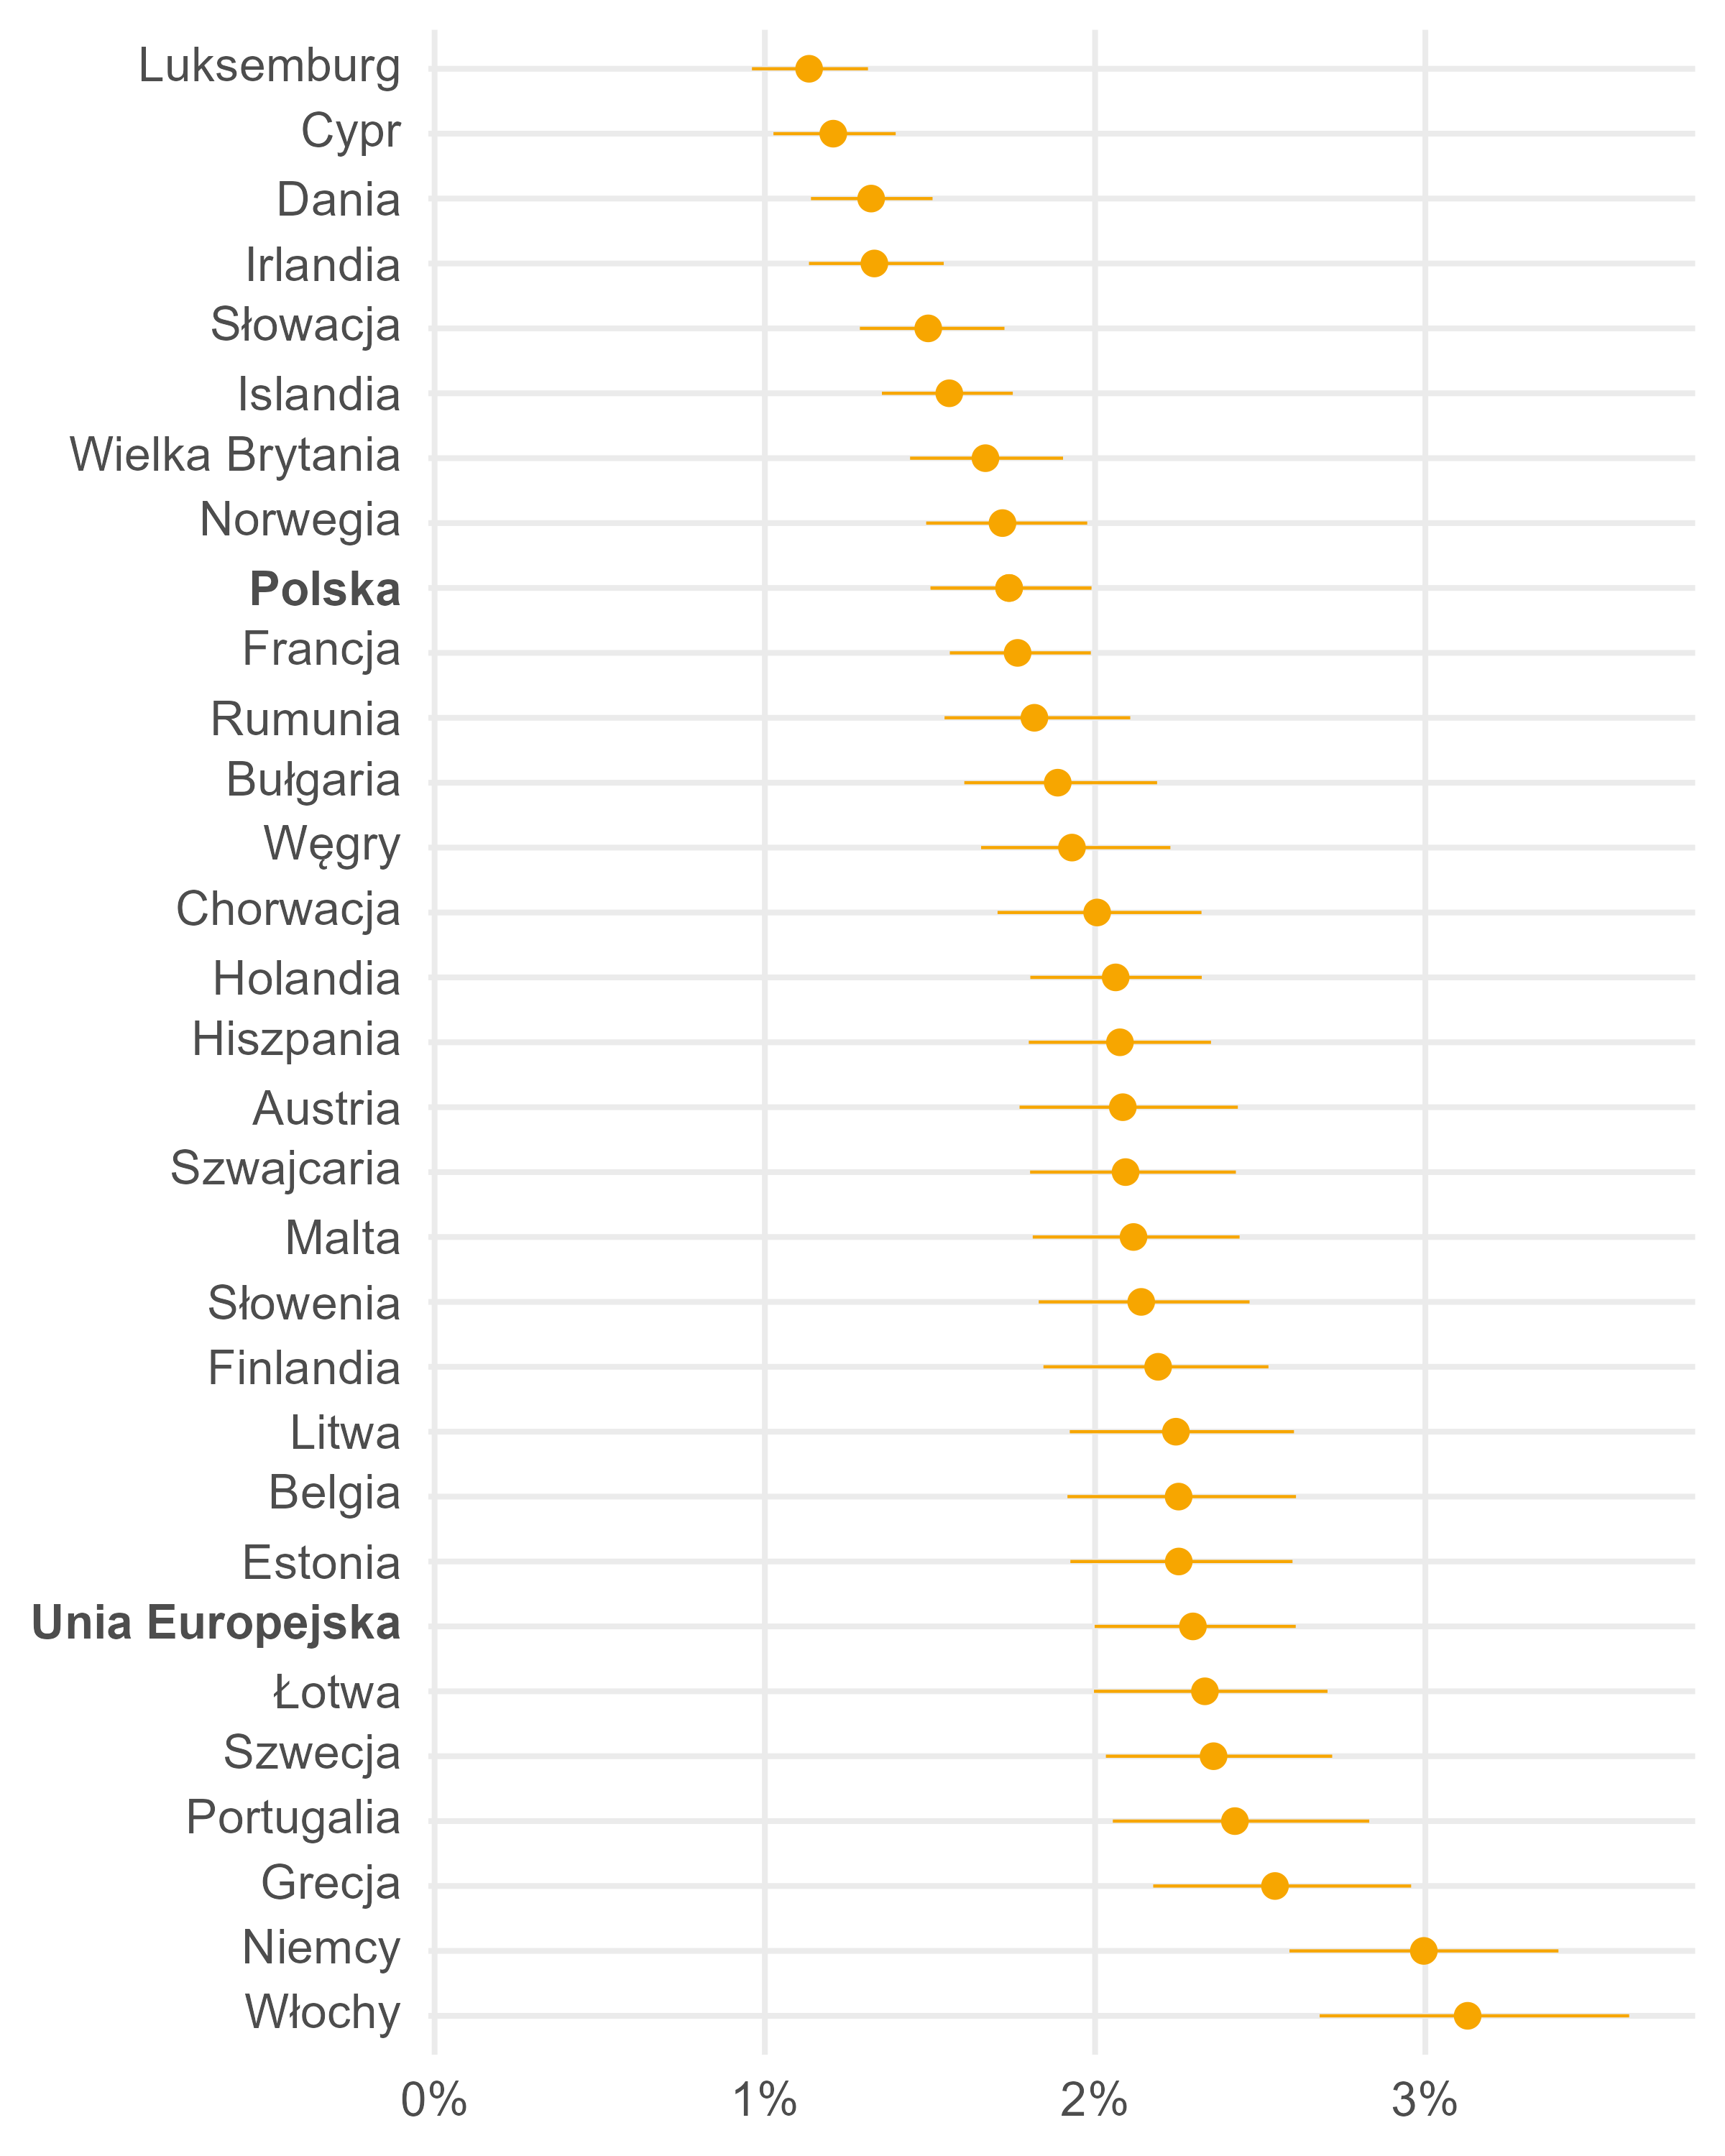 Luksemburg
Cypr
Dania
Irlandia
Słowacja
Islandia
Wielka Brytania
Norwegia
Polska
Francja
Rumunia
Bułgaria
Węgry
Chorwacja
Holandia
Hiszpania
Austria
Szwajcaria
Malta
Słowenia
Finlandia
Litwa
Belgia
Estonia
Unia Europejska
Łotwa
Szwecja
Portugalia
Grecja
Niemcy
Włochy
0% 1% 2% 3%